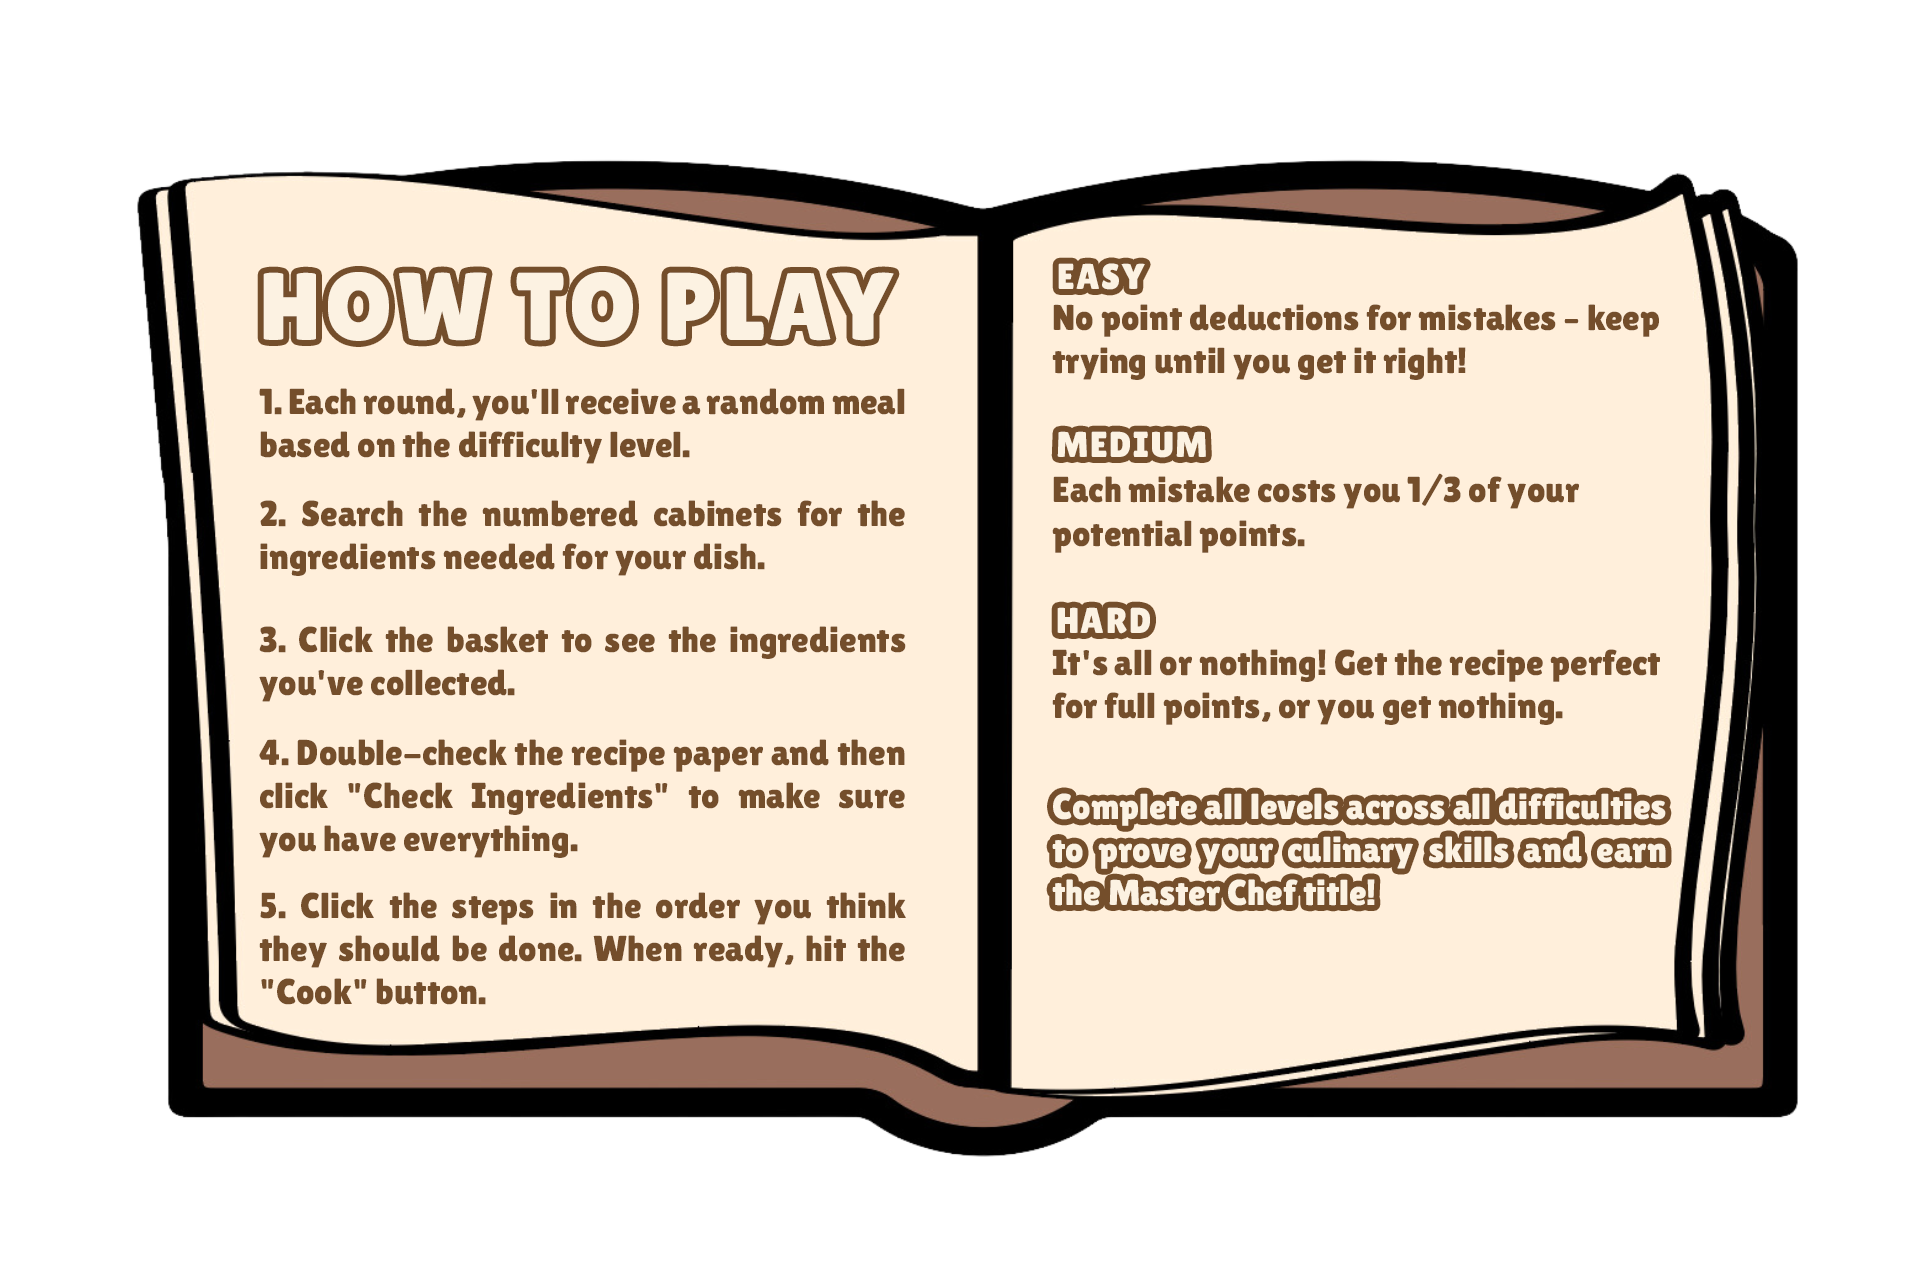 HOW TO PLAY
1. Each round, you'll receive a random meal
based on the difficulty level.
2. Search the numbered cabinets for the
ingredients needed for your dish.
3. Click the basket to see the ingredients
you've collected.
4. Double-check the recipe paper and then
click "Check Ingredients" to make sure
you have everything.
5. Click the steps in the order you think
they should be done. When ready, hit the
"Cook" button.
EASY
No point deductions for mistakes - keep
trying until you get it right!
MEDIUM
Each mistake costs you 1/3 of your
potential points.
HARD
It's all or nothing! Get the recipe perfect
for full points, or you get nothing.
Complete all levels across all difficulties
to prove your culinary skills and earn
the Master Chef title!